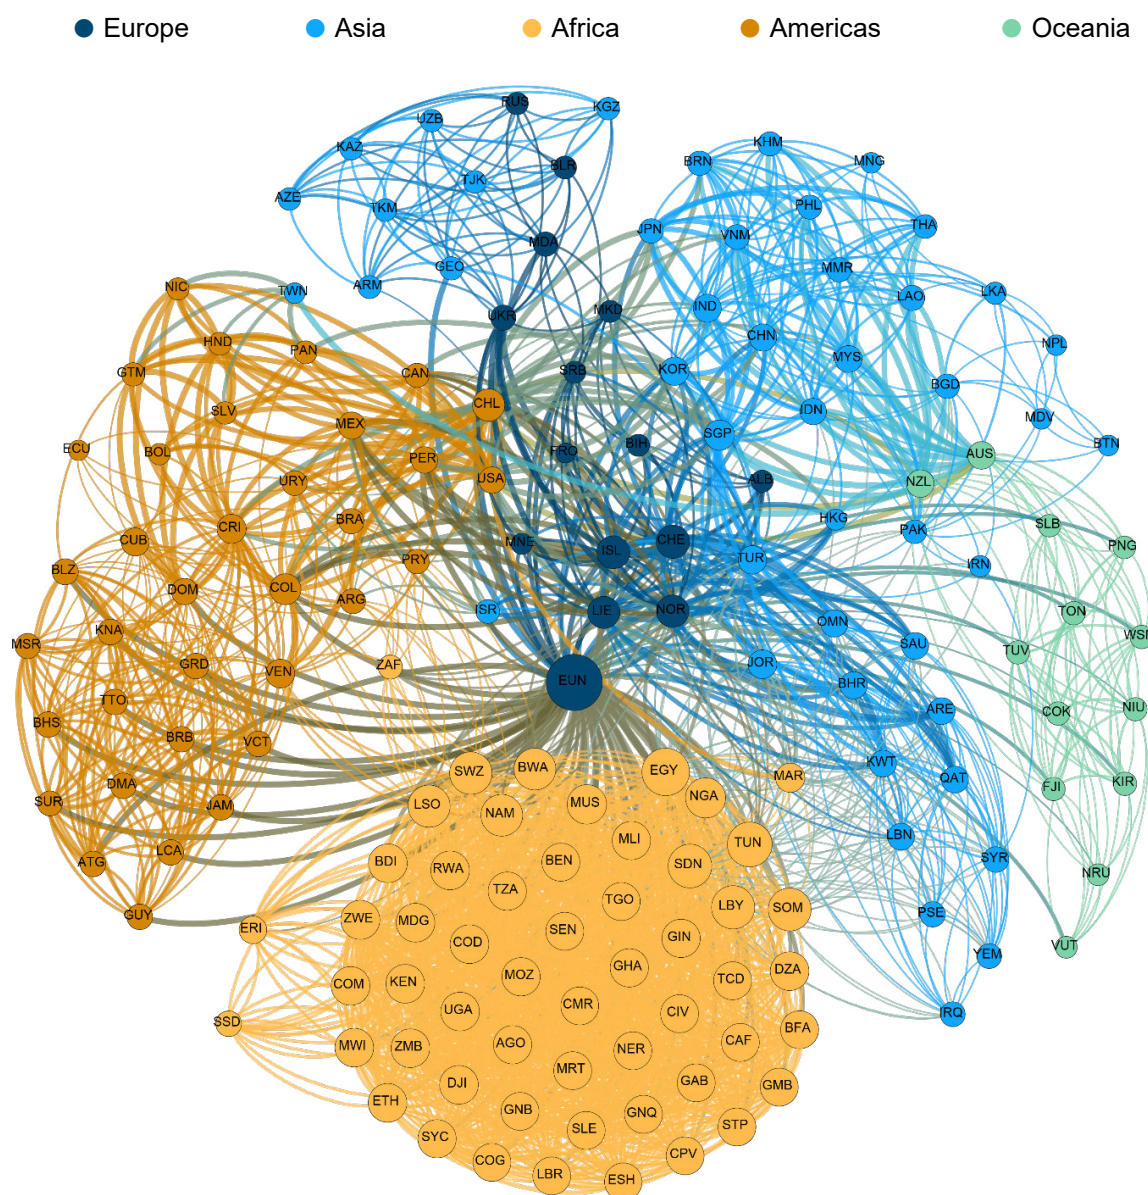 Europe Asia Africa Americas Oceania
RUS
KGZ
UZB
KAZ
BLR
TJK
AZE
TKM
MDA
GEO
ARM
UKR
MKD
SRB
KHM
BRN
MNG
PHL
THA
JPN
VNM
MMR
LAO
LKA
IND
CHN
MYS
NPL
KOR
BGD
IDN
MDV
SGP
BTN
NIC
TWN
HND
PAN
GTM
CAN
SLV
CHL
MEX
ECU
BOL
PER
USA
URY
FRO
BIH
ALB
AUS
NZL
CRI
BRA
HKG
PAK
SLB
PNG
CUB
MNE
ISL
CHE
TUR
IRN
BLZ
DOM
COL
PRY
ARG
ISR
LIE
NOR
OMN
TON
WSM
KNA
MSR
GRD
VEN
ZAF
EUN
JOR
SAU
TUV
BHR
TTO
BHS
BRB
VCT
ARE
COK
NIU
KWT
QAT
KIR
FJI
DMA
SUR
JAM
SWZ
BWA
EGY
MAR
NGA
LSO
NAM
MUS
LBN
ATG
LCA
BDI
RWA
BEN
MLI
SDN
TUN
SYR
NRU
TZA
TGO
LBY
SOM
PSE
GUY
ERI
ZWE
MDG
COD
SEN
GIN
YEM
VUT
COM
KEN
MOZ
GHA
TCD
DZA
SSD
UGA
CMR
CIV
IRQ
MWI
ZMB
AGO
NER
CAF
BFA
ETH
DJI
MRT
GAB
GMB
GNB
GNQ
SYC
SLE
STP
COG
LBR
ESH
CPV